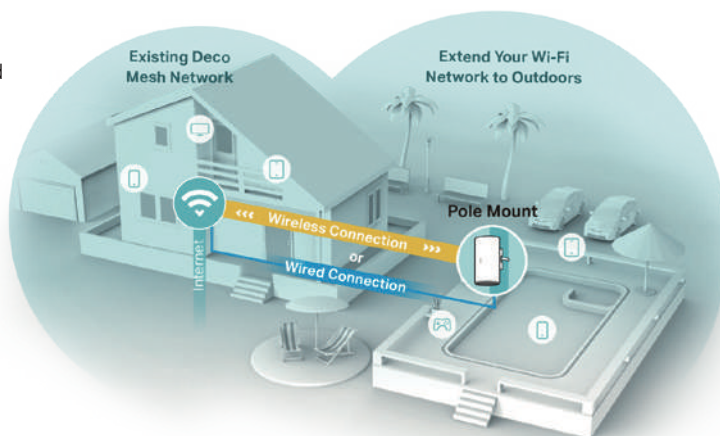 Existing Deco
Mesh Network
Extend Your Wi-Fi
Network to Outdoors
Pole Mount
Wireless Connection
or
Wired Connection
Internet